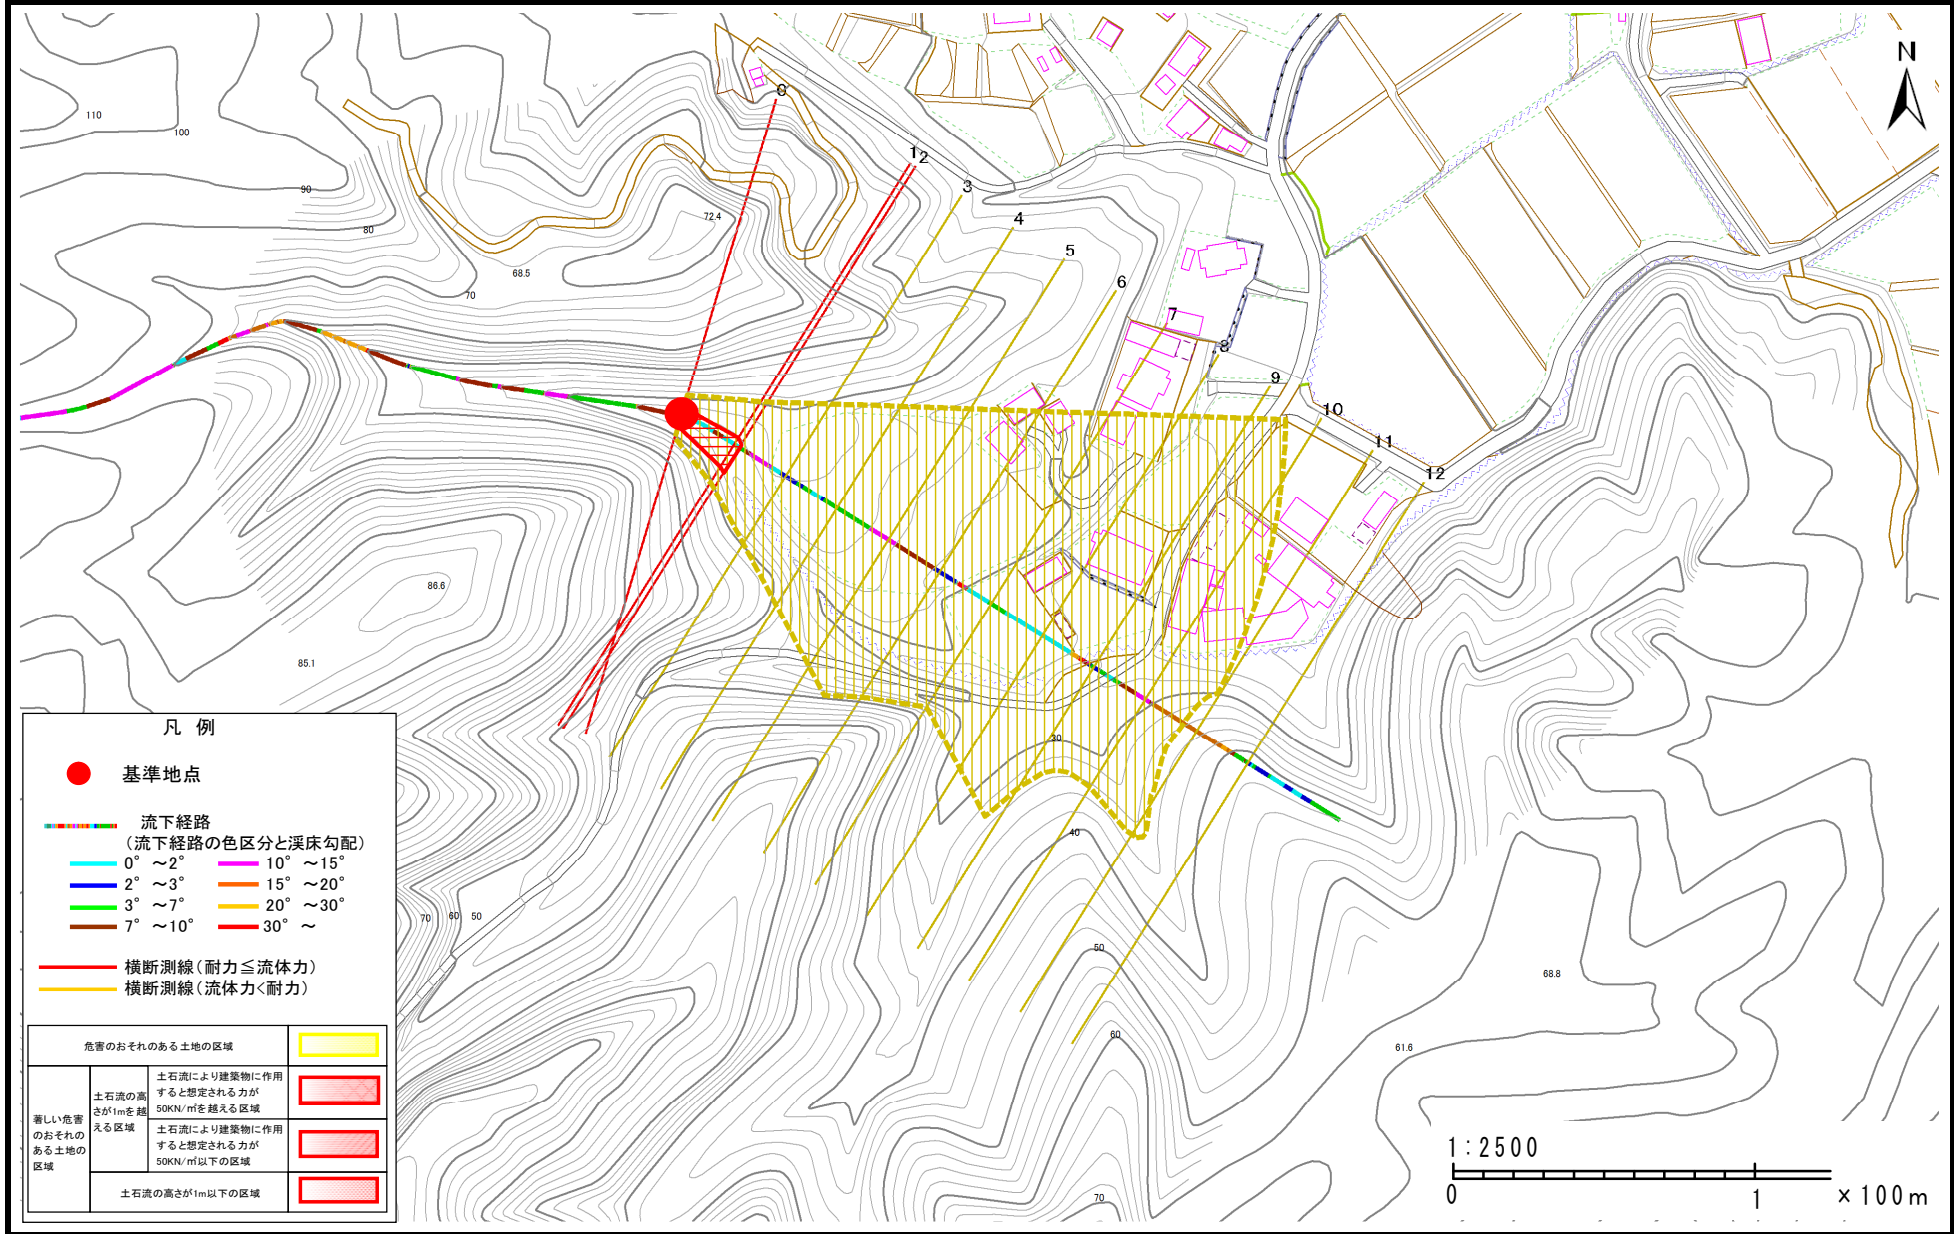 N
110
100
90
80
72.4
68.5
70
0
1
2
3
4
5
6
7
8
9
10
11
12
86.6
85.1
30
40
50
60
70
70 60 50
68.8
61.6
凡 例
基準地点
流下経路
(流下経路の色区分と渓床勾配)
0° ～2° 10° ～15°
2° ～3° 15° ～20°
3° ～7° 20° ～30°
7° ～10° 30° ～
横断測線(耐力≦流体力)
横断測線(流体力<耐力)
危害のおそれのある土地の区域
著しい危害
のおそれの
ある土地の
区域
土石流の高
さが1mを越
える区域
土石流により建築物に作用
すると想定される力が
50KN/㎡を越える区域
土石流により建築物に作用
すると想定される力が
50KN/㎡以下の区域
土石流の高さが1m以下の区域
1:2500
0 1 ×100m